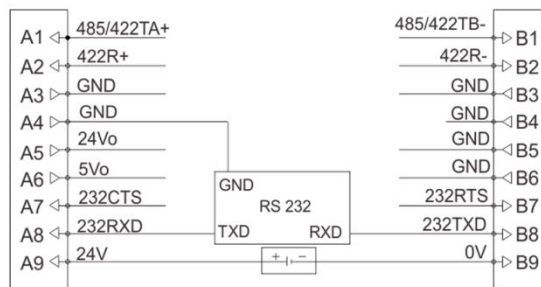 A1 485/422TA+ 485/422TB- B1
A2 422R+ 422R- B2
A3 GND GND B3
A4 GND GND B4
A5 24Vo GND B5
A6 5Vo GND B6
GND
A7 232CTS RS 232 232RTS B7
A8 232RXD TXD RXD 232TXD B8
A9 24V + - 0V B9